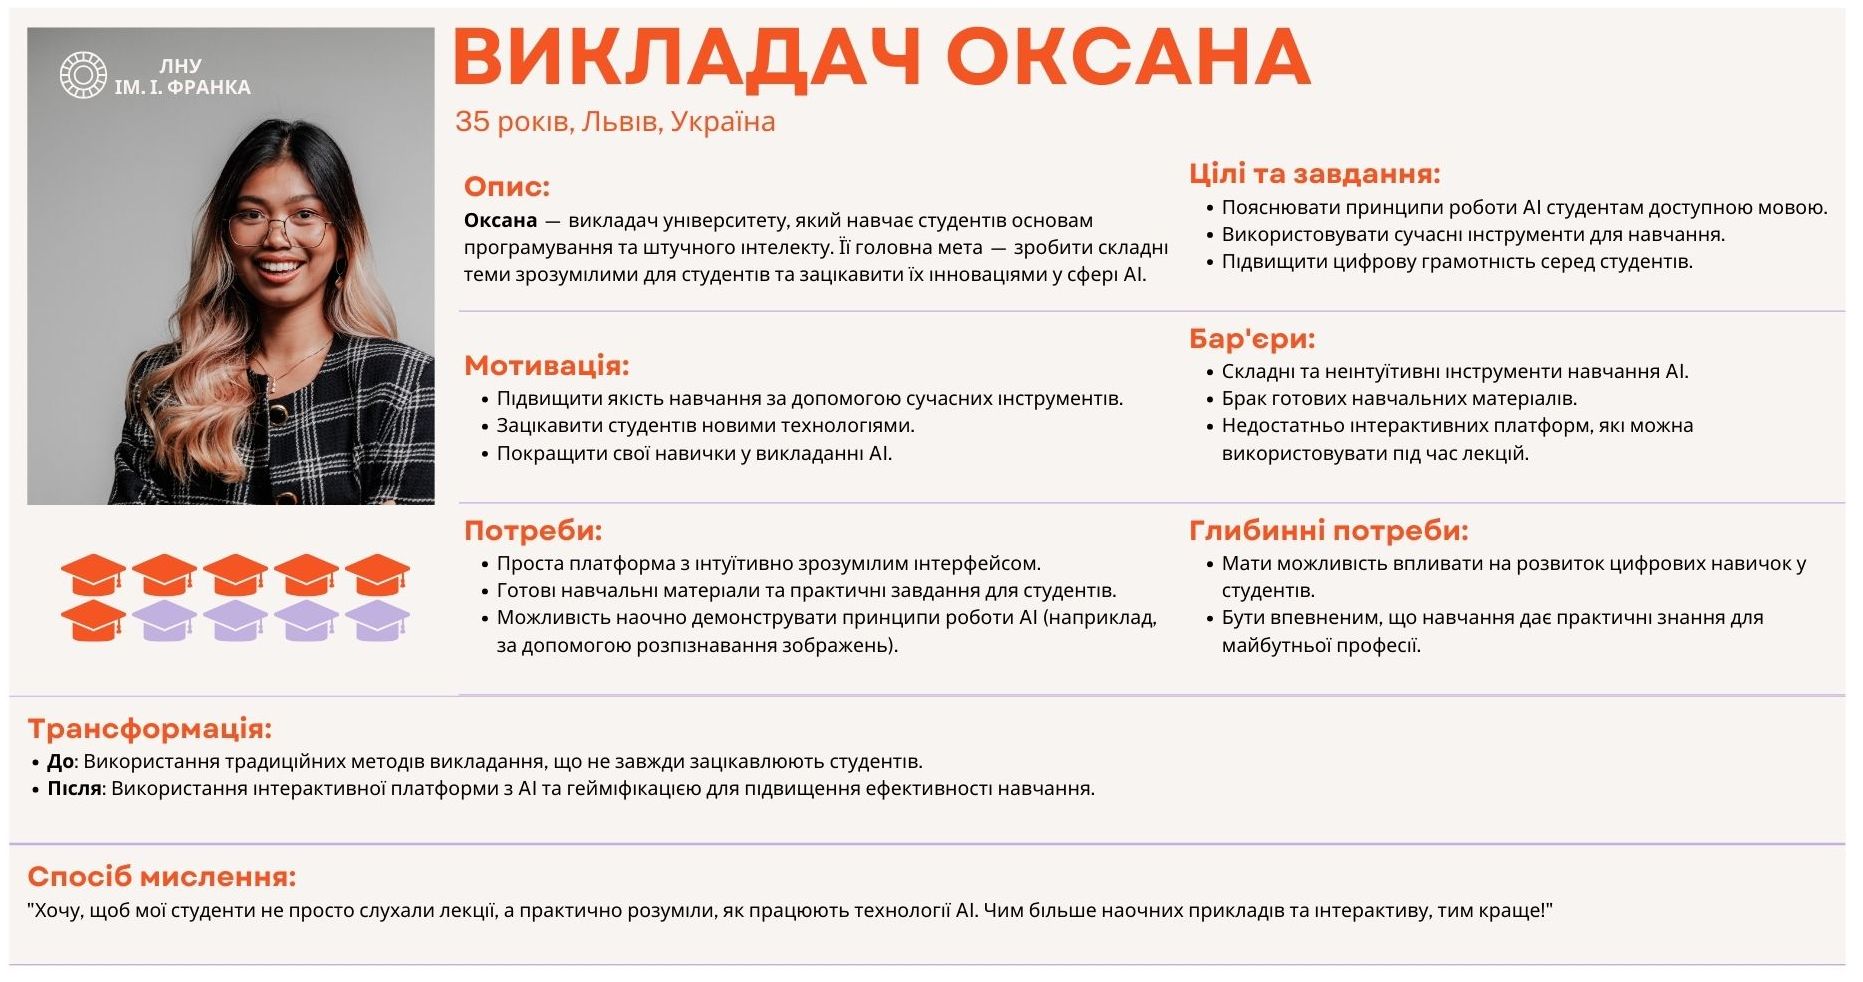 ЛНУ
ІМ. І. ФРАНКА
ВИКЛАДАЧ ОКСАНА
35 років, Львів, Україна
Опис:
Оксана — викладач університету, який навчає студентів основам
програмування та штучного інтелекту. Її головна мета — зробити складні
теми зрозумілими для студентів та зацікавити їх інноваціями у сфері AI.
Цілі та завдання:
• Пояснювати принципи роботи AI студентам доступною мовою.
• Використовувати сучасні інструменти для навчання.
• Підвищити цифрову грамотність серед студентів.
Мотивація:
• Підвищити якість навчання за допомогою сучасних інструментів.
• Зацікавити студентів новими технологіями.
• Покращити свої навички у викладанні AI.
Бар'єри:
• Складні та неінтуїтивні інструменти навчання AI.
• Брак готових навчальних матеріалів.
• Недостатньо інтерактивних платформ, які можна
використовувати під час лекцій.
Потреби:
• Проста платформа з інтуїтивно зрозумілим інтерфейсом.
• Готові навчальні матеріали та практичні завдання для студентів.
• Можливість наочно демонструвати принципи роботи AI (наприклад,
за допомогою розпізнавання зображень).
Глибинні потреби:
• Мати можливість впливати на розвиток цифрових навичок у
студентів.
• Бути впевненим, що навчання дає практичні знання для
майбутньої професії.
Трансформація:
• До: Використання традиційних методів викладання, що не завжди зацікавлюють студентів.
• Після: Використання інтерактивної платформи з AI та гейміфікацією для підвищення ефективності навчання.
Спосіб мислення:
"Хочу, щоб мої студенти не просто слухали лекції, а практично розуміли, як працюють технології AI. Чим більше наочних прикладів та інтерактиву, тим краще!"